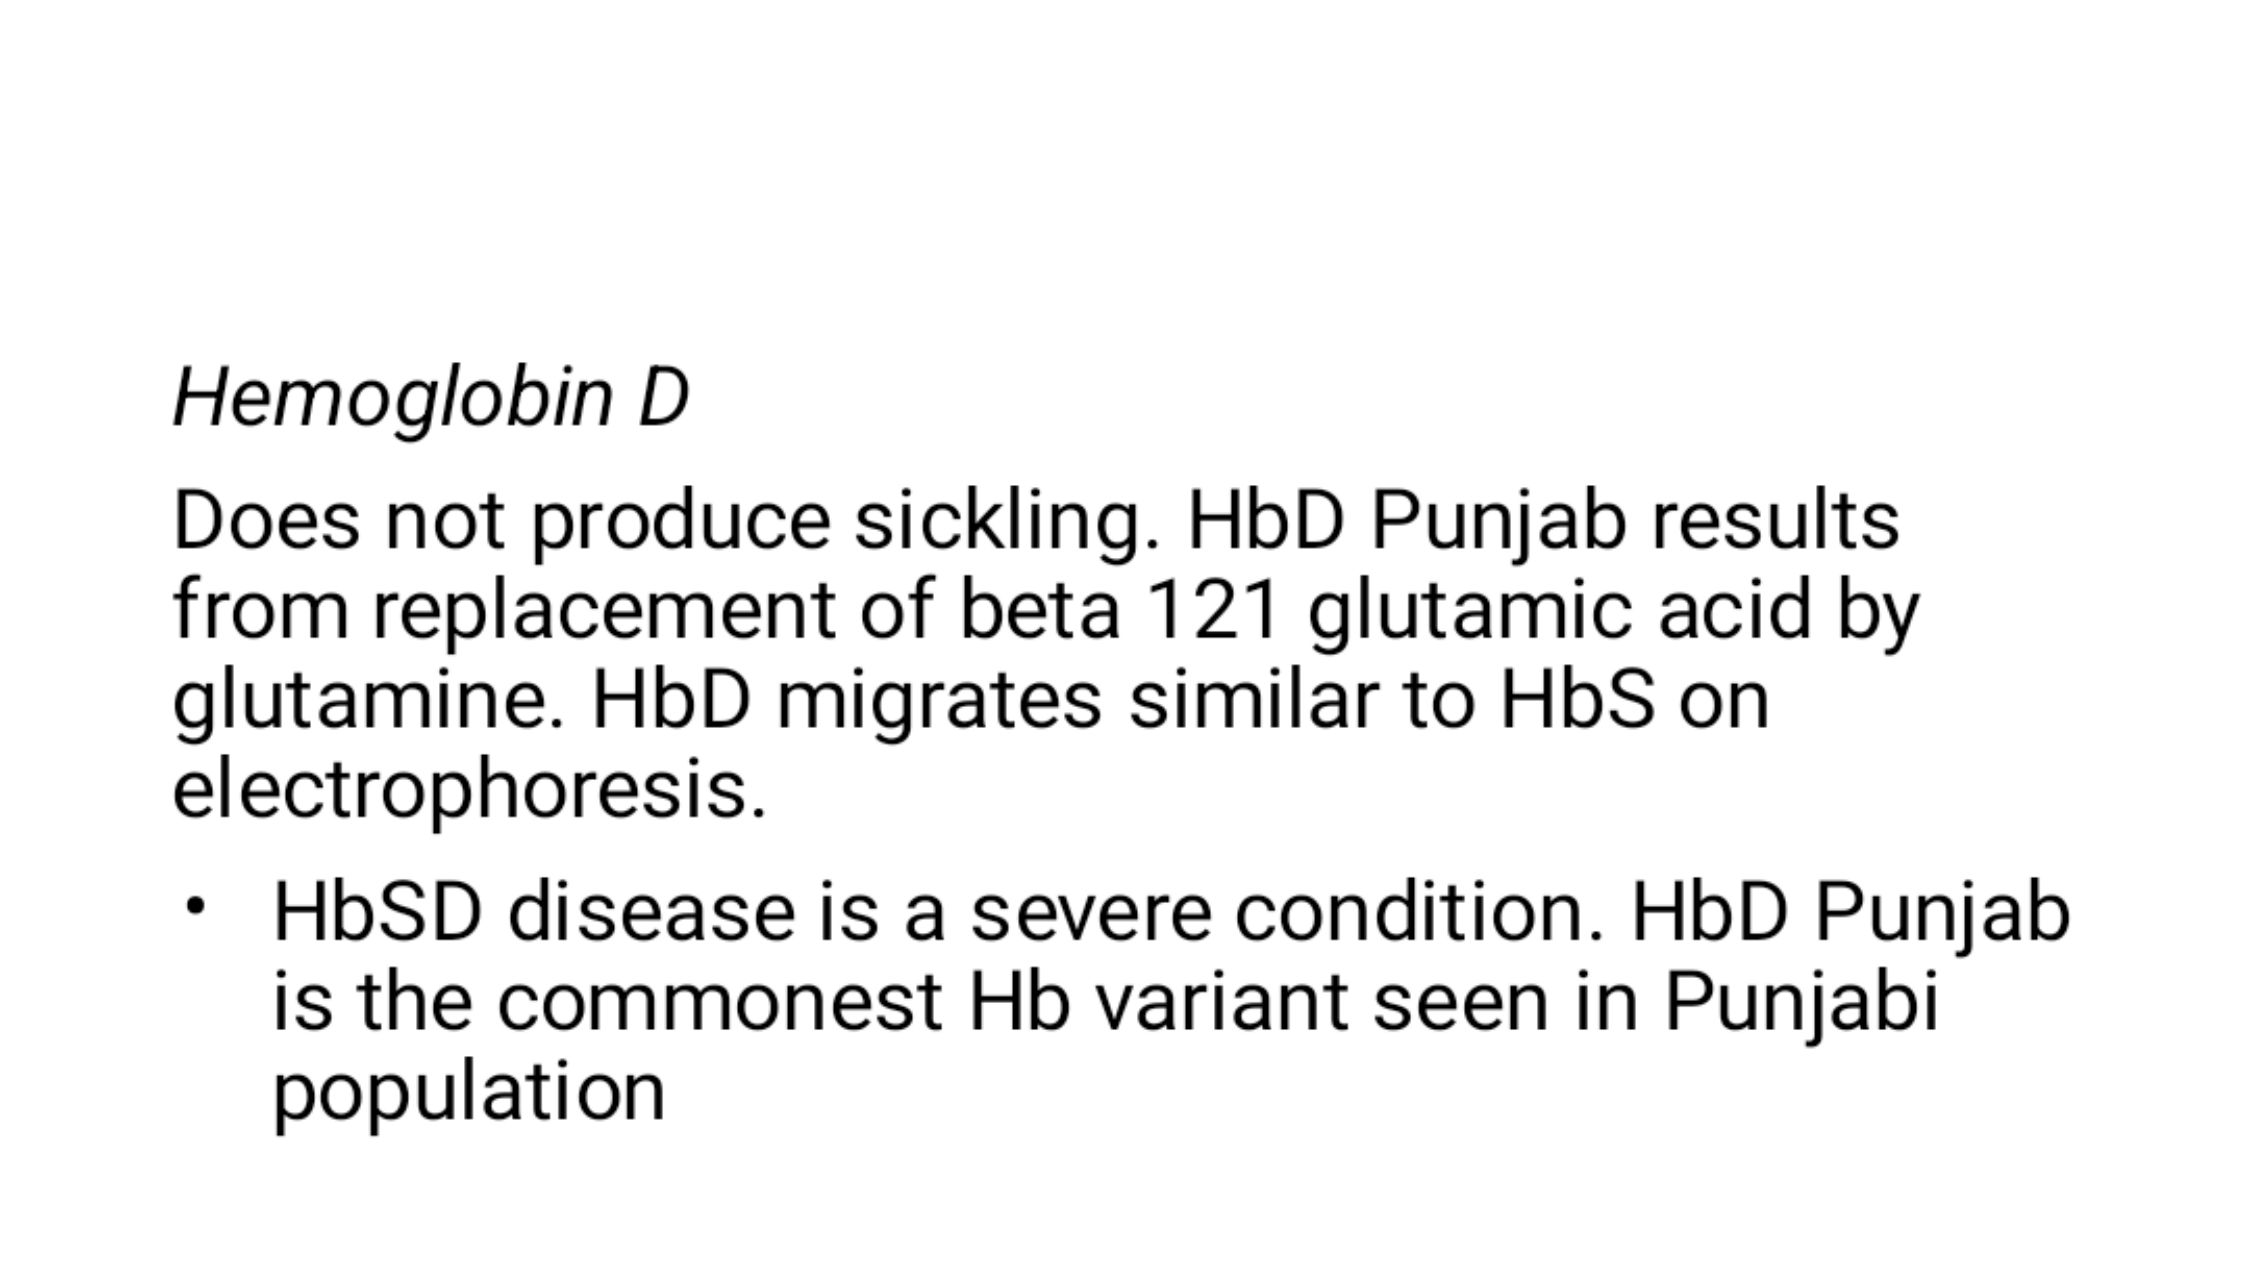 Hemoglobin D
Does not produce sickling. HbD Punjab results
from replacement of beta 121 glutamic acid by
glutamine. HbD migrates similar to HbS on
electrophoresis.
• HbSD disease is a severe condition. HbD Punjab
is the commonest Hb variant seen in Punjabi
population